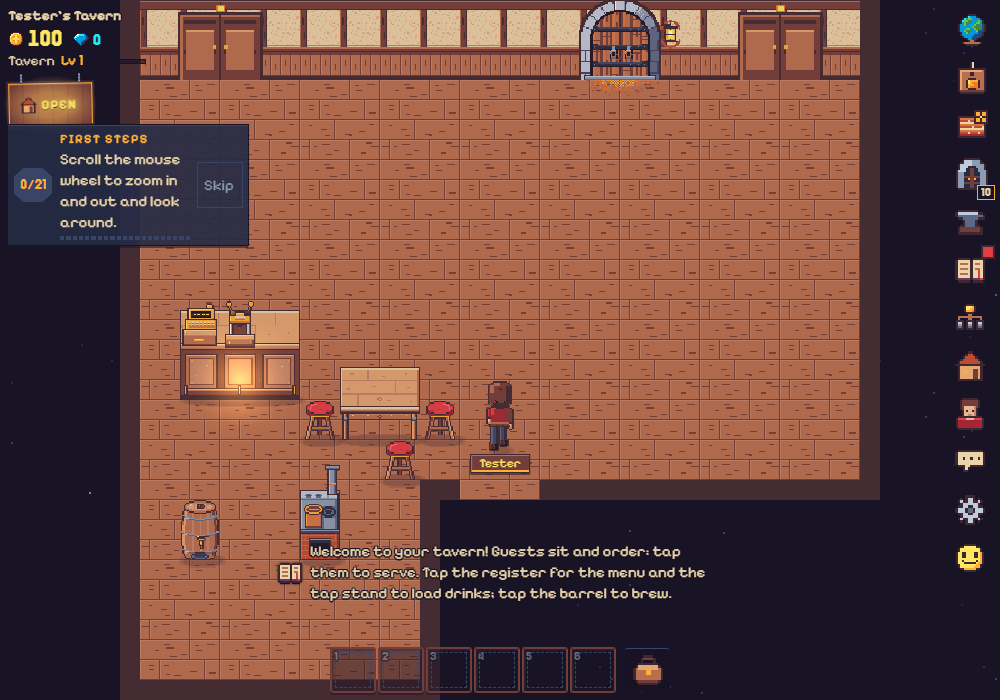 Tester's Tavern
100 0
Tavern Lv 1
OPEN
FIRST STEPS
0/21
Scroll the mouse
wheel to zoom in
and out and look
around.
Skip
10
Tester
Welcome to your tavern! Guests sit and order: tap
them to serve. Tap the register for the menu and the
tap stand to load drinks; tap the barrel to brew.
1 2 3 4 5 6